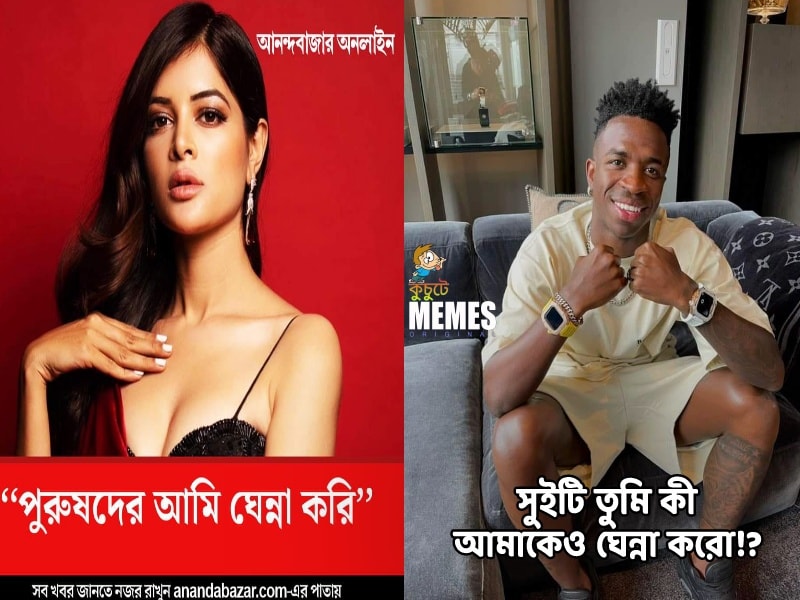 আনন্দবাজার অনলাইন
“পুরুষদের আমি ঘেন্না করি”
সব খবর জানতে নজর রাখুন anandabazar.com-এর পাতায়
কুচুটে
MEMES
ORIGINAL
সুইটি তুমি কী
আমাকেও ঘেন্না করো!?